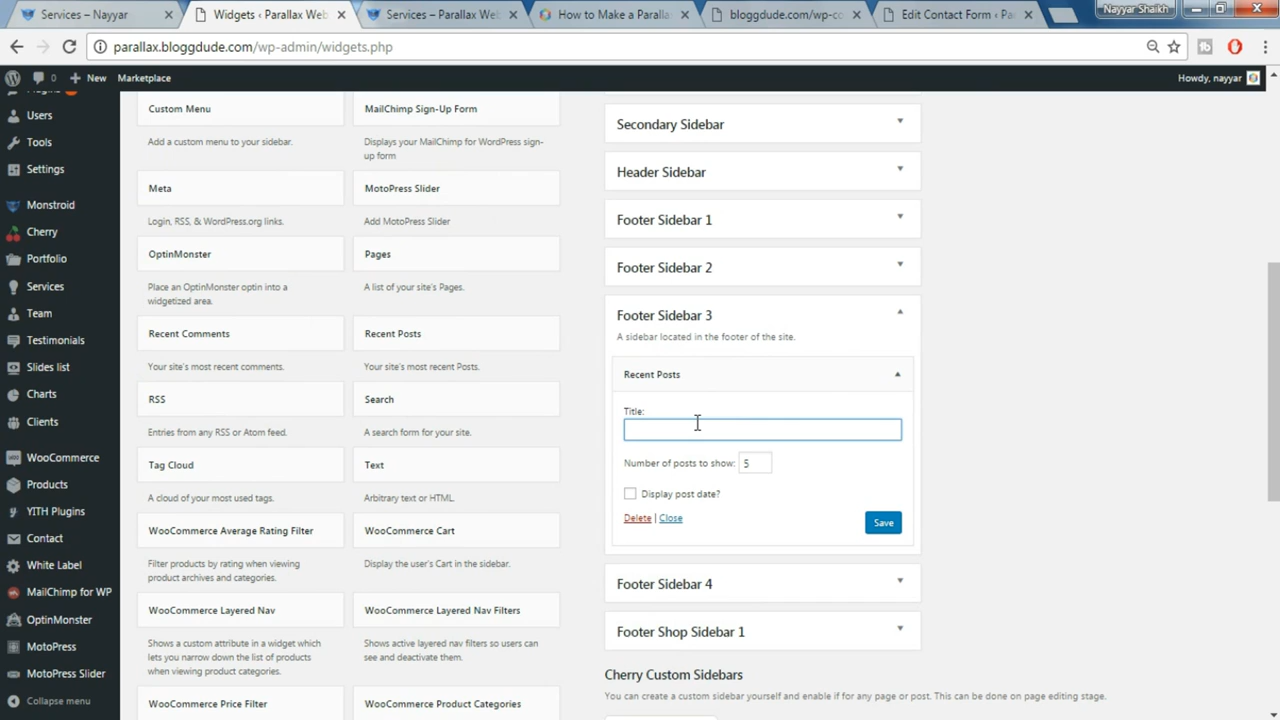 Services – Nayyar
Widgets ‹ Parallax Web
Services – Parallax Web
How to Make a Paralla
bloggdude.com/wp-co
Edit Contact Form ‹ Pa
Nayyar Shaikh
parallax.bloggdude.com/wp-admin/widgets.php
0
New
Marketplace
Howdy, nayyar
Users
Tools
Settings
Monstroid
Cherry
Portfolio
Services
Team
Testimonials
Slides list
Charts
Clients
WooCommerce
Products
YITH Plugins
Contact
White Label
MailChimp for WP
OptinMonster
MotoPress
MotoPress Slider
Collapse menu
Custom Menu
Add a custom menu to your sidebar.
Meta
Login, RSS, & WordPress.org links.
OptinMonster
Place an OptinMonster optin into a
widgetized area.
Recent Comments
Your site's most recent comments.
RSS
Entries from any RSS or Atom feed.
Tag Cloud
A cloud of your most used tags.
WooCommerce Average Rating Filter
Filter products by rating when viewing
product archives and categories.
WooCommerce Layered Nav
Shows a custom attribute in a widget which
lets you narrow down the list of products
when viewing product categories.
WooCommerce Price Filter
MailChimp Sign-Up Form
Displays your MailChimp for WordPress sign-
up form
MotoPress Slider
Add MotoPress Slider
Pages
A list of your site's Pages.
Recent Posts
Your site's most recent Posts.
Search
A search form for your site.
Text
Arbitrary text or HTML.
WooCommerce Cart
Display the user's Cart in the sidebar.
WooCommerce Layered Nav Filters
Shows active layered nav filters so users can
see and deactivate them.
WooCommerce Product Categories
Secondary Sidebar
Header Sidebar
Footer Sidebar 1
Footer Sidebar 2
Footer Sidebar 3
A sidebar located in the footer of the site.
Recent Posts
Title:
Number of posts to show: 5
Display post date?
Delete | Close
Save
Footer Sidebar 4
Footer Shop Sidebar 1
Cherry Custom Sidebars
You can create a custom sidebar yourself and enable if for any page or post. This can be done on page editing stage.